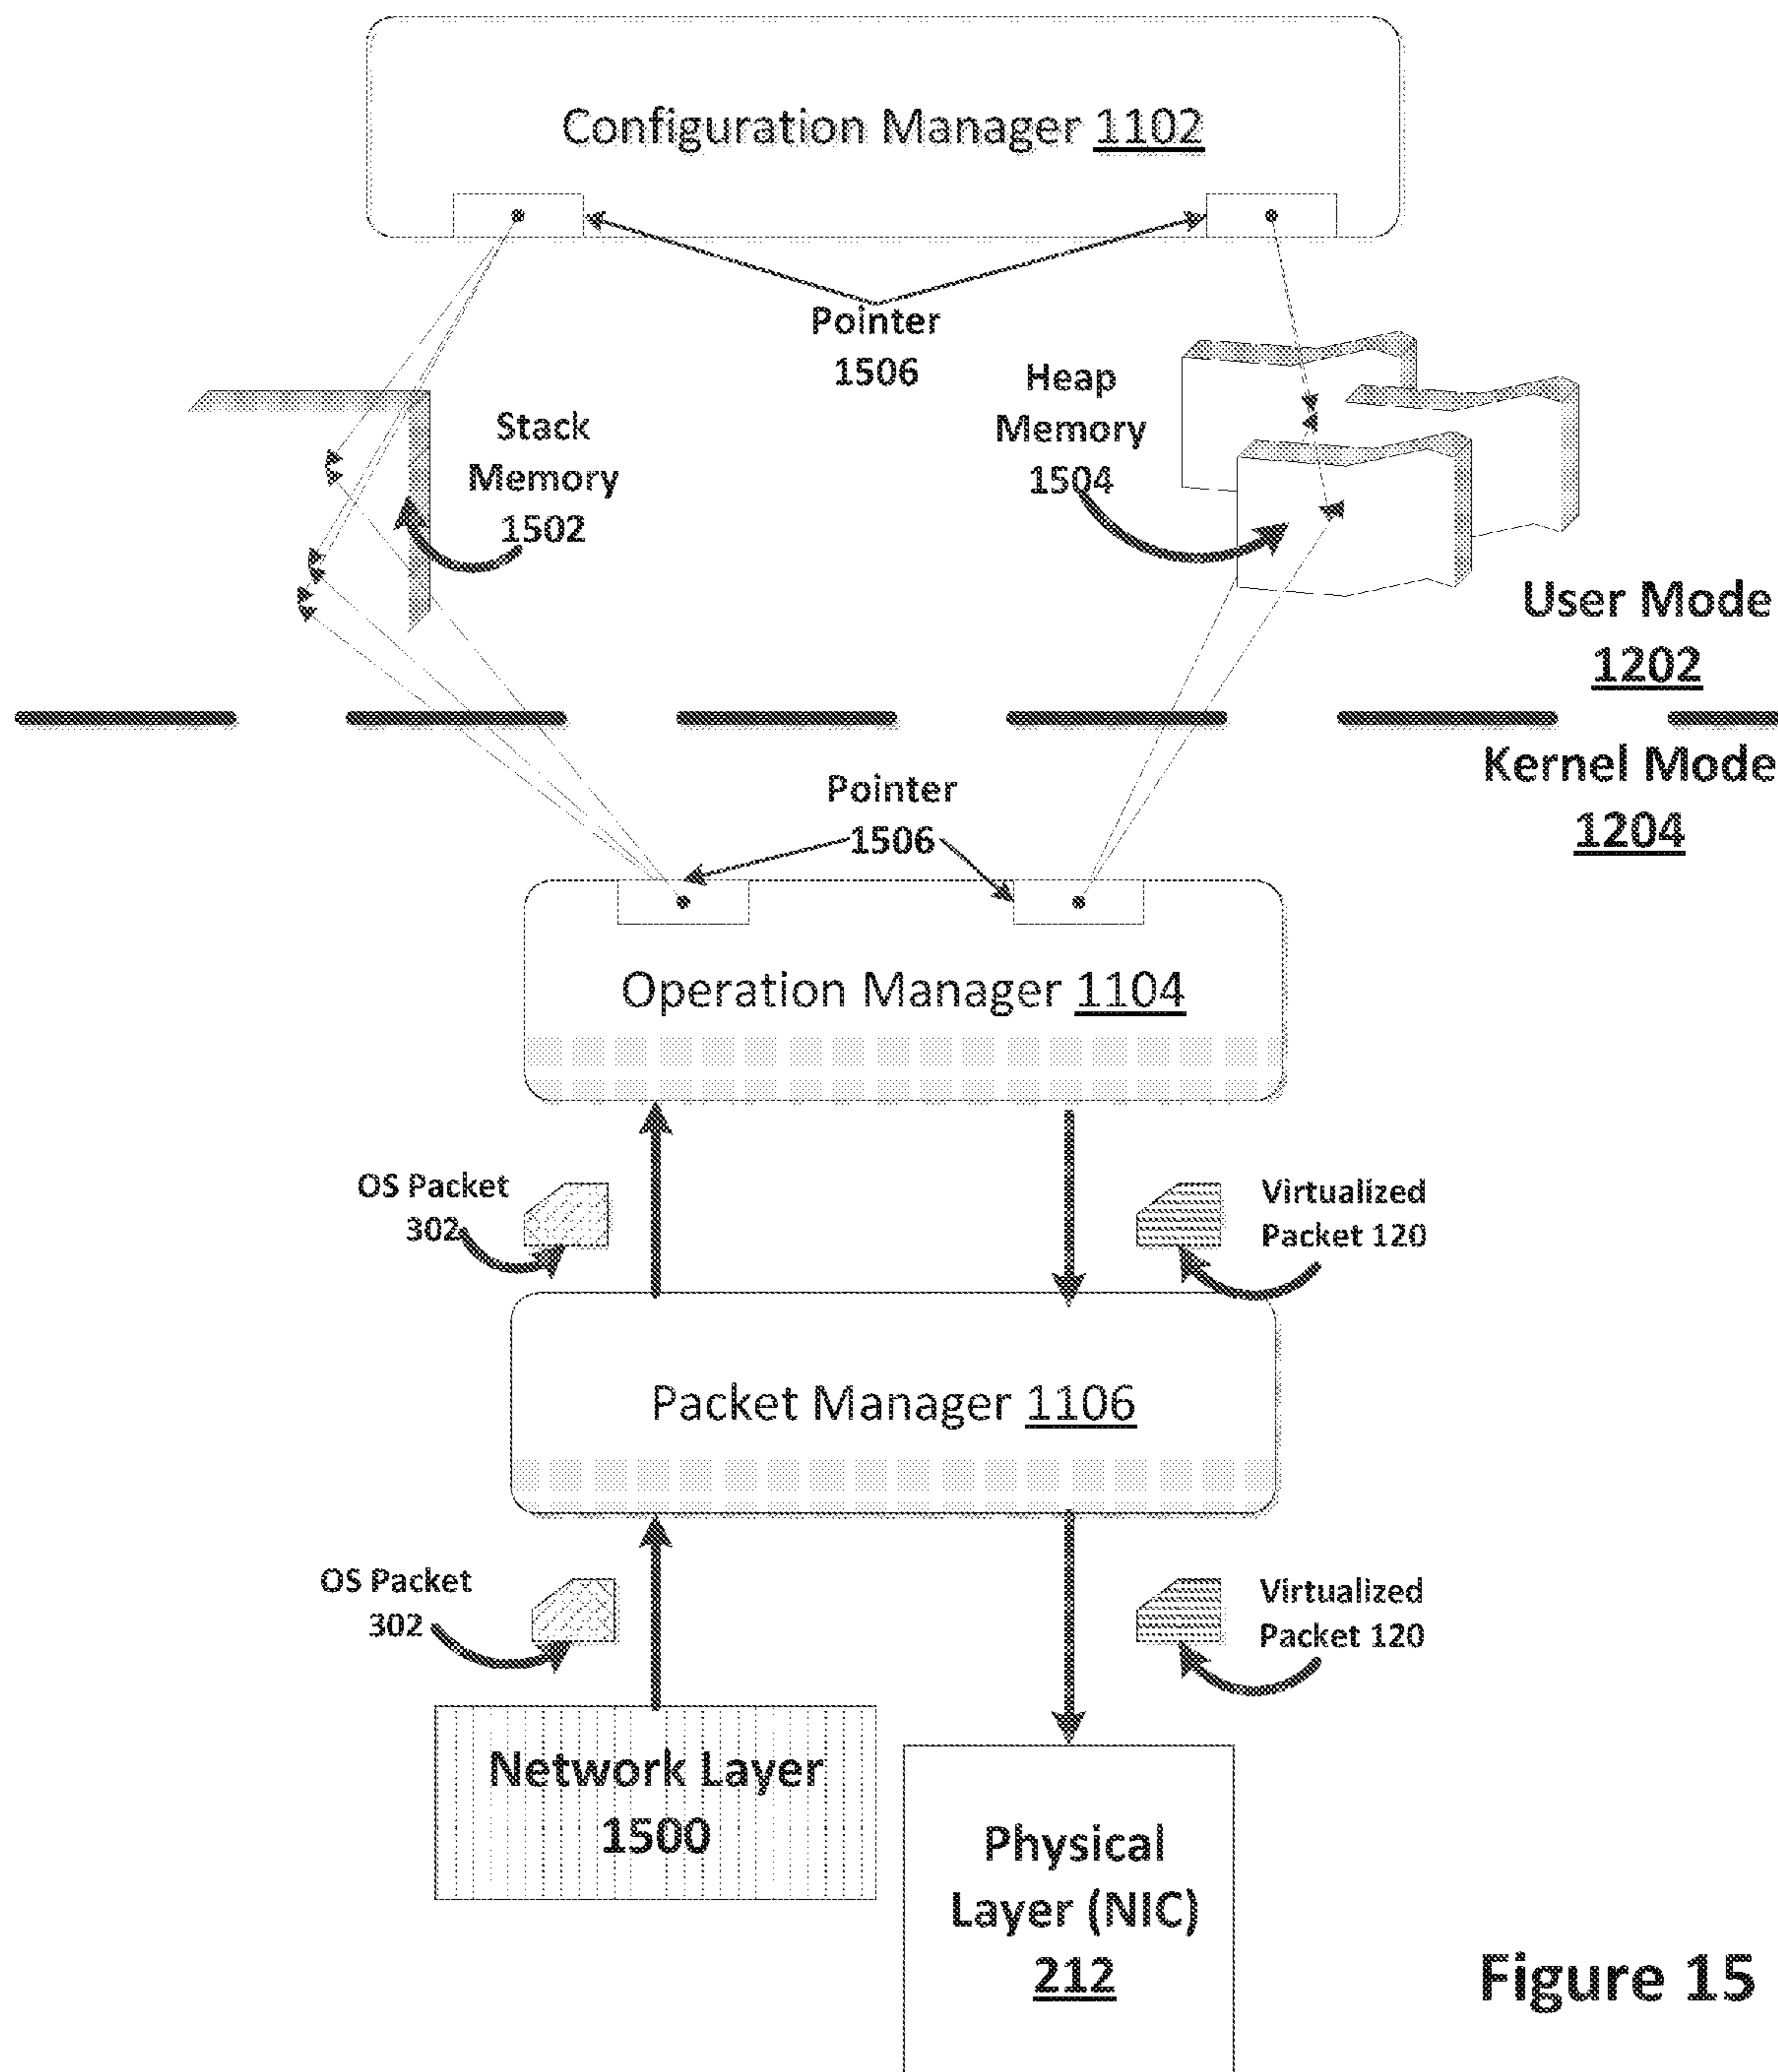 Configuration Manager 1102
Pointer
1506
Heap
Memory
1504
Stack
Memory
1502
User Mode
1202
Kernel Mode
1204
Pointer
1506
Operation Manager 1104
OS Packet
302
Virtualized
Packet 120
Packet Manager 1106
OS Packet
302
Virtualized
Packet 120
Network Layer
1500
Physical
Layer (NIC)
212
Figure 15